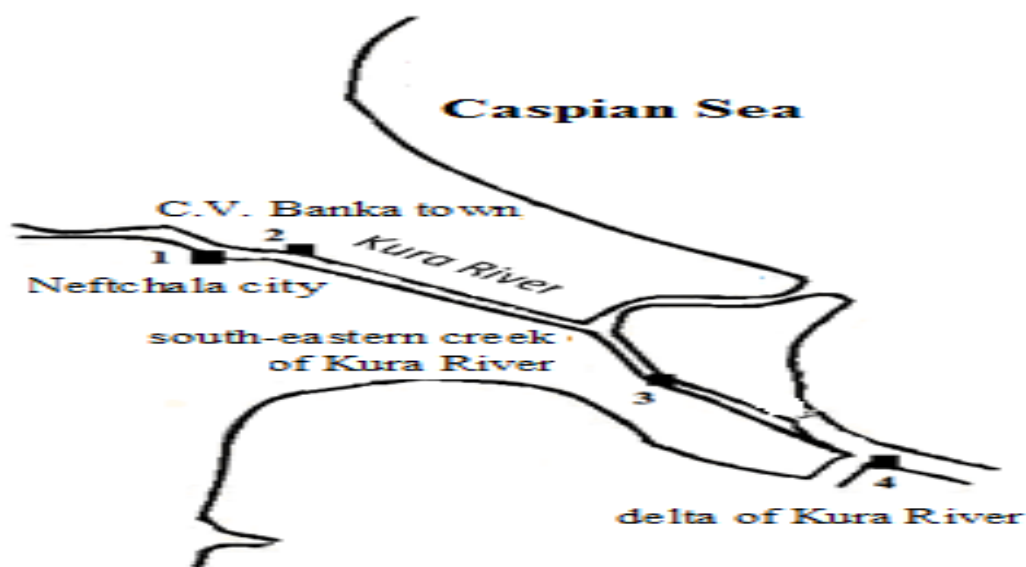 Caspian Sea
C.V. Banka town
2
Kura River
1
Neftchala city
south-eastern creek
of Kura River
3
4
delta of Kura River